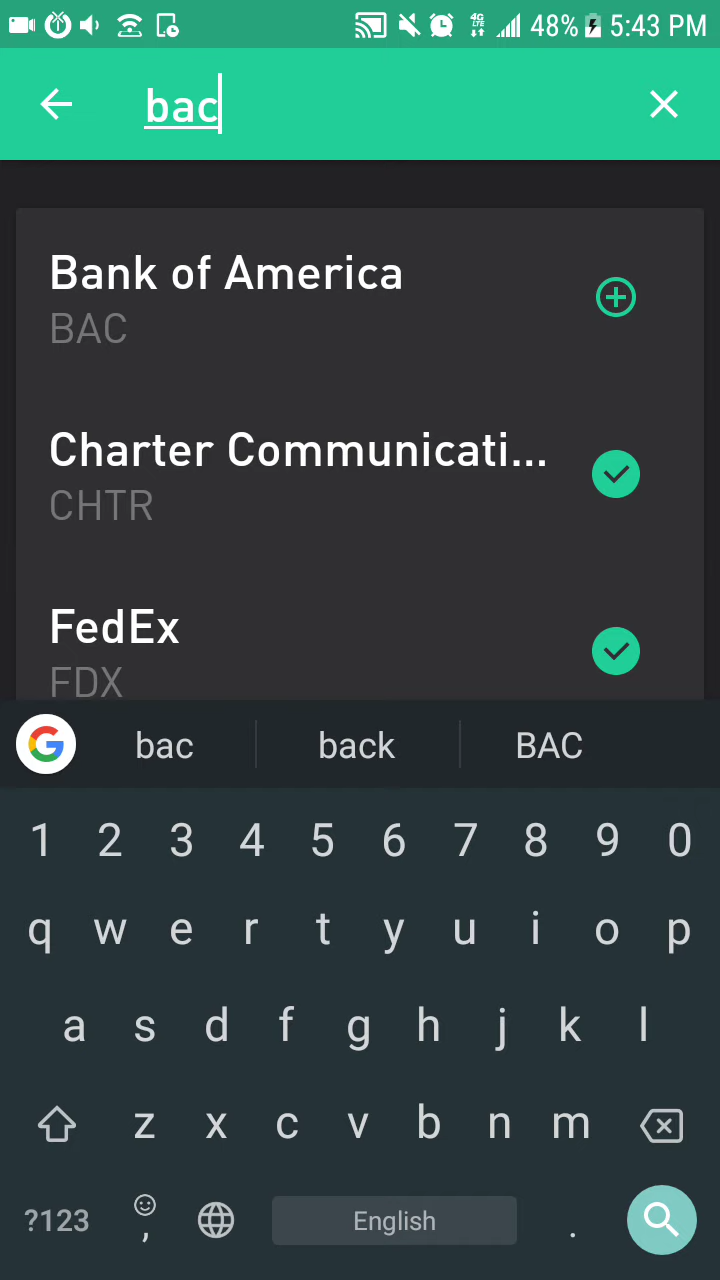 48% 5:43 PM
bac
Bank of America
BAC
Charter Communicati...
CHTR
FedEx
FDX
G bac back BAC
1 2 3 4 5 6 7 8 9 0
q w e r t y u i o p
a s d f g h j k l
z x c v b n m
?123 , English .